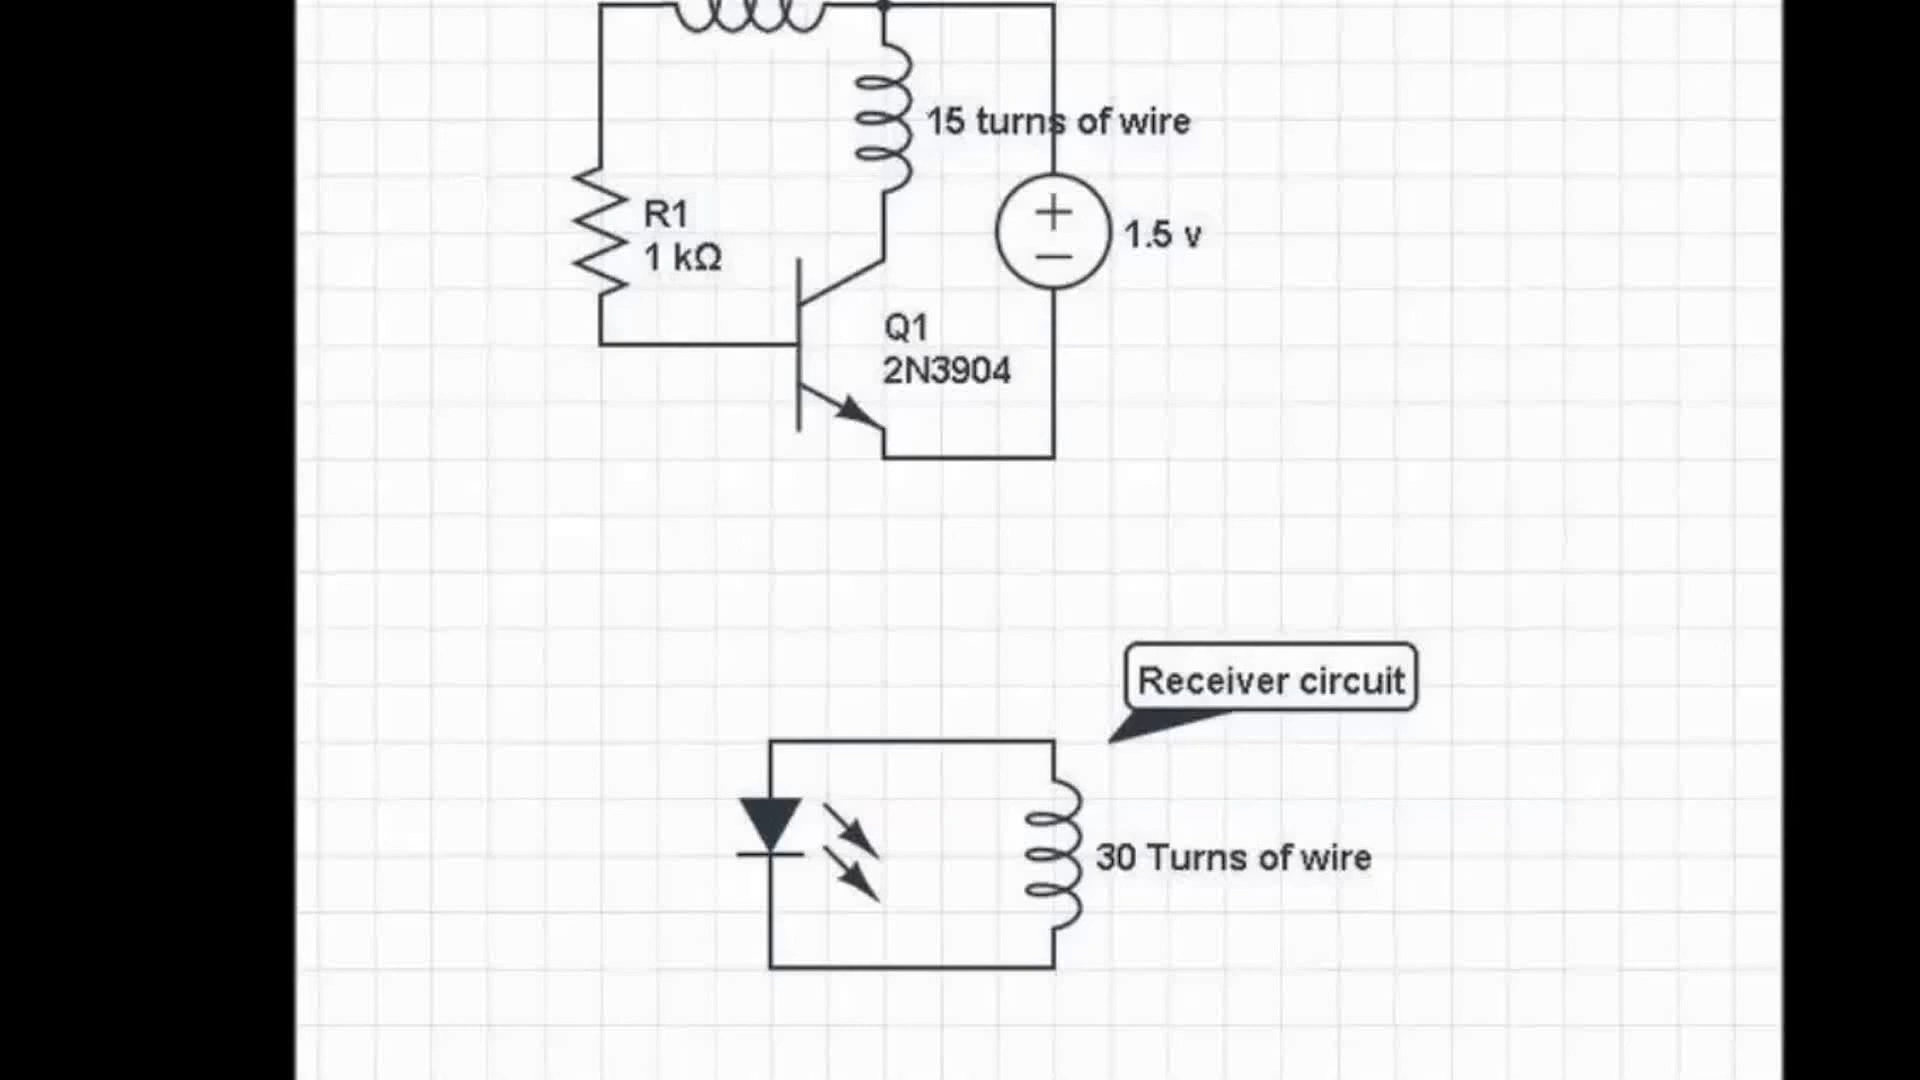 15 turns of wire
R1
1 kΩ
+
−
1.5 v
Q1
2N3904
Receiver circuit
30 Turns of wire